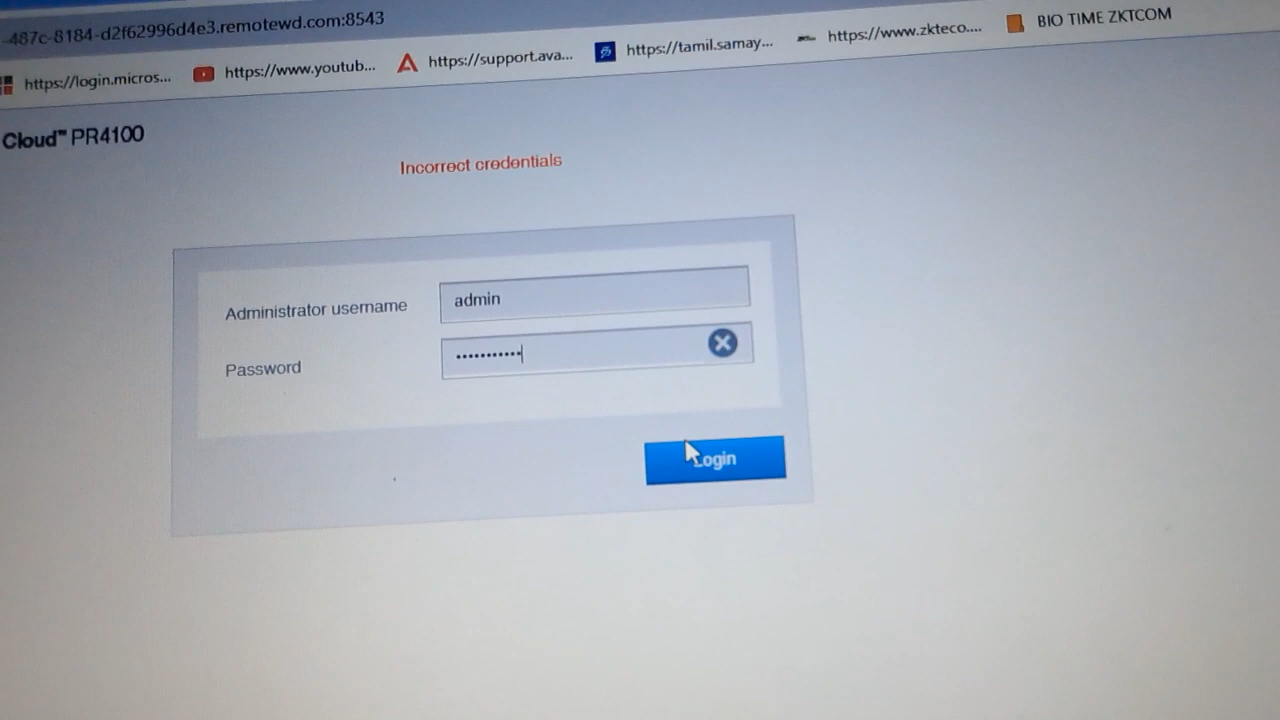 -487c-8184-d2f62996d4e3.remotewd.com:8543
https://login.micros... https://www.youtub... https://support.ava... https://tamil.samay... https://www.zkteco.... BIO TIME ZKTCOM
Cloud™ PR4100
Incorrect credentials
Administrator username admin
Password •••••••••••
Login